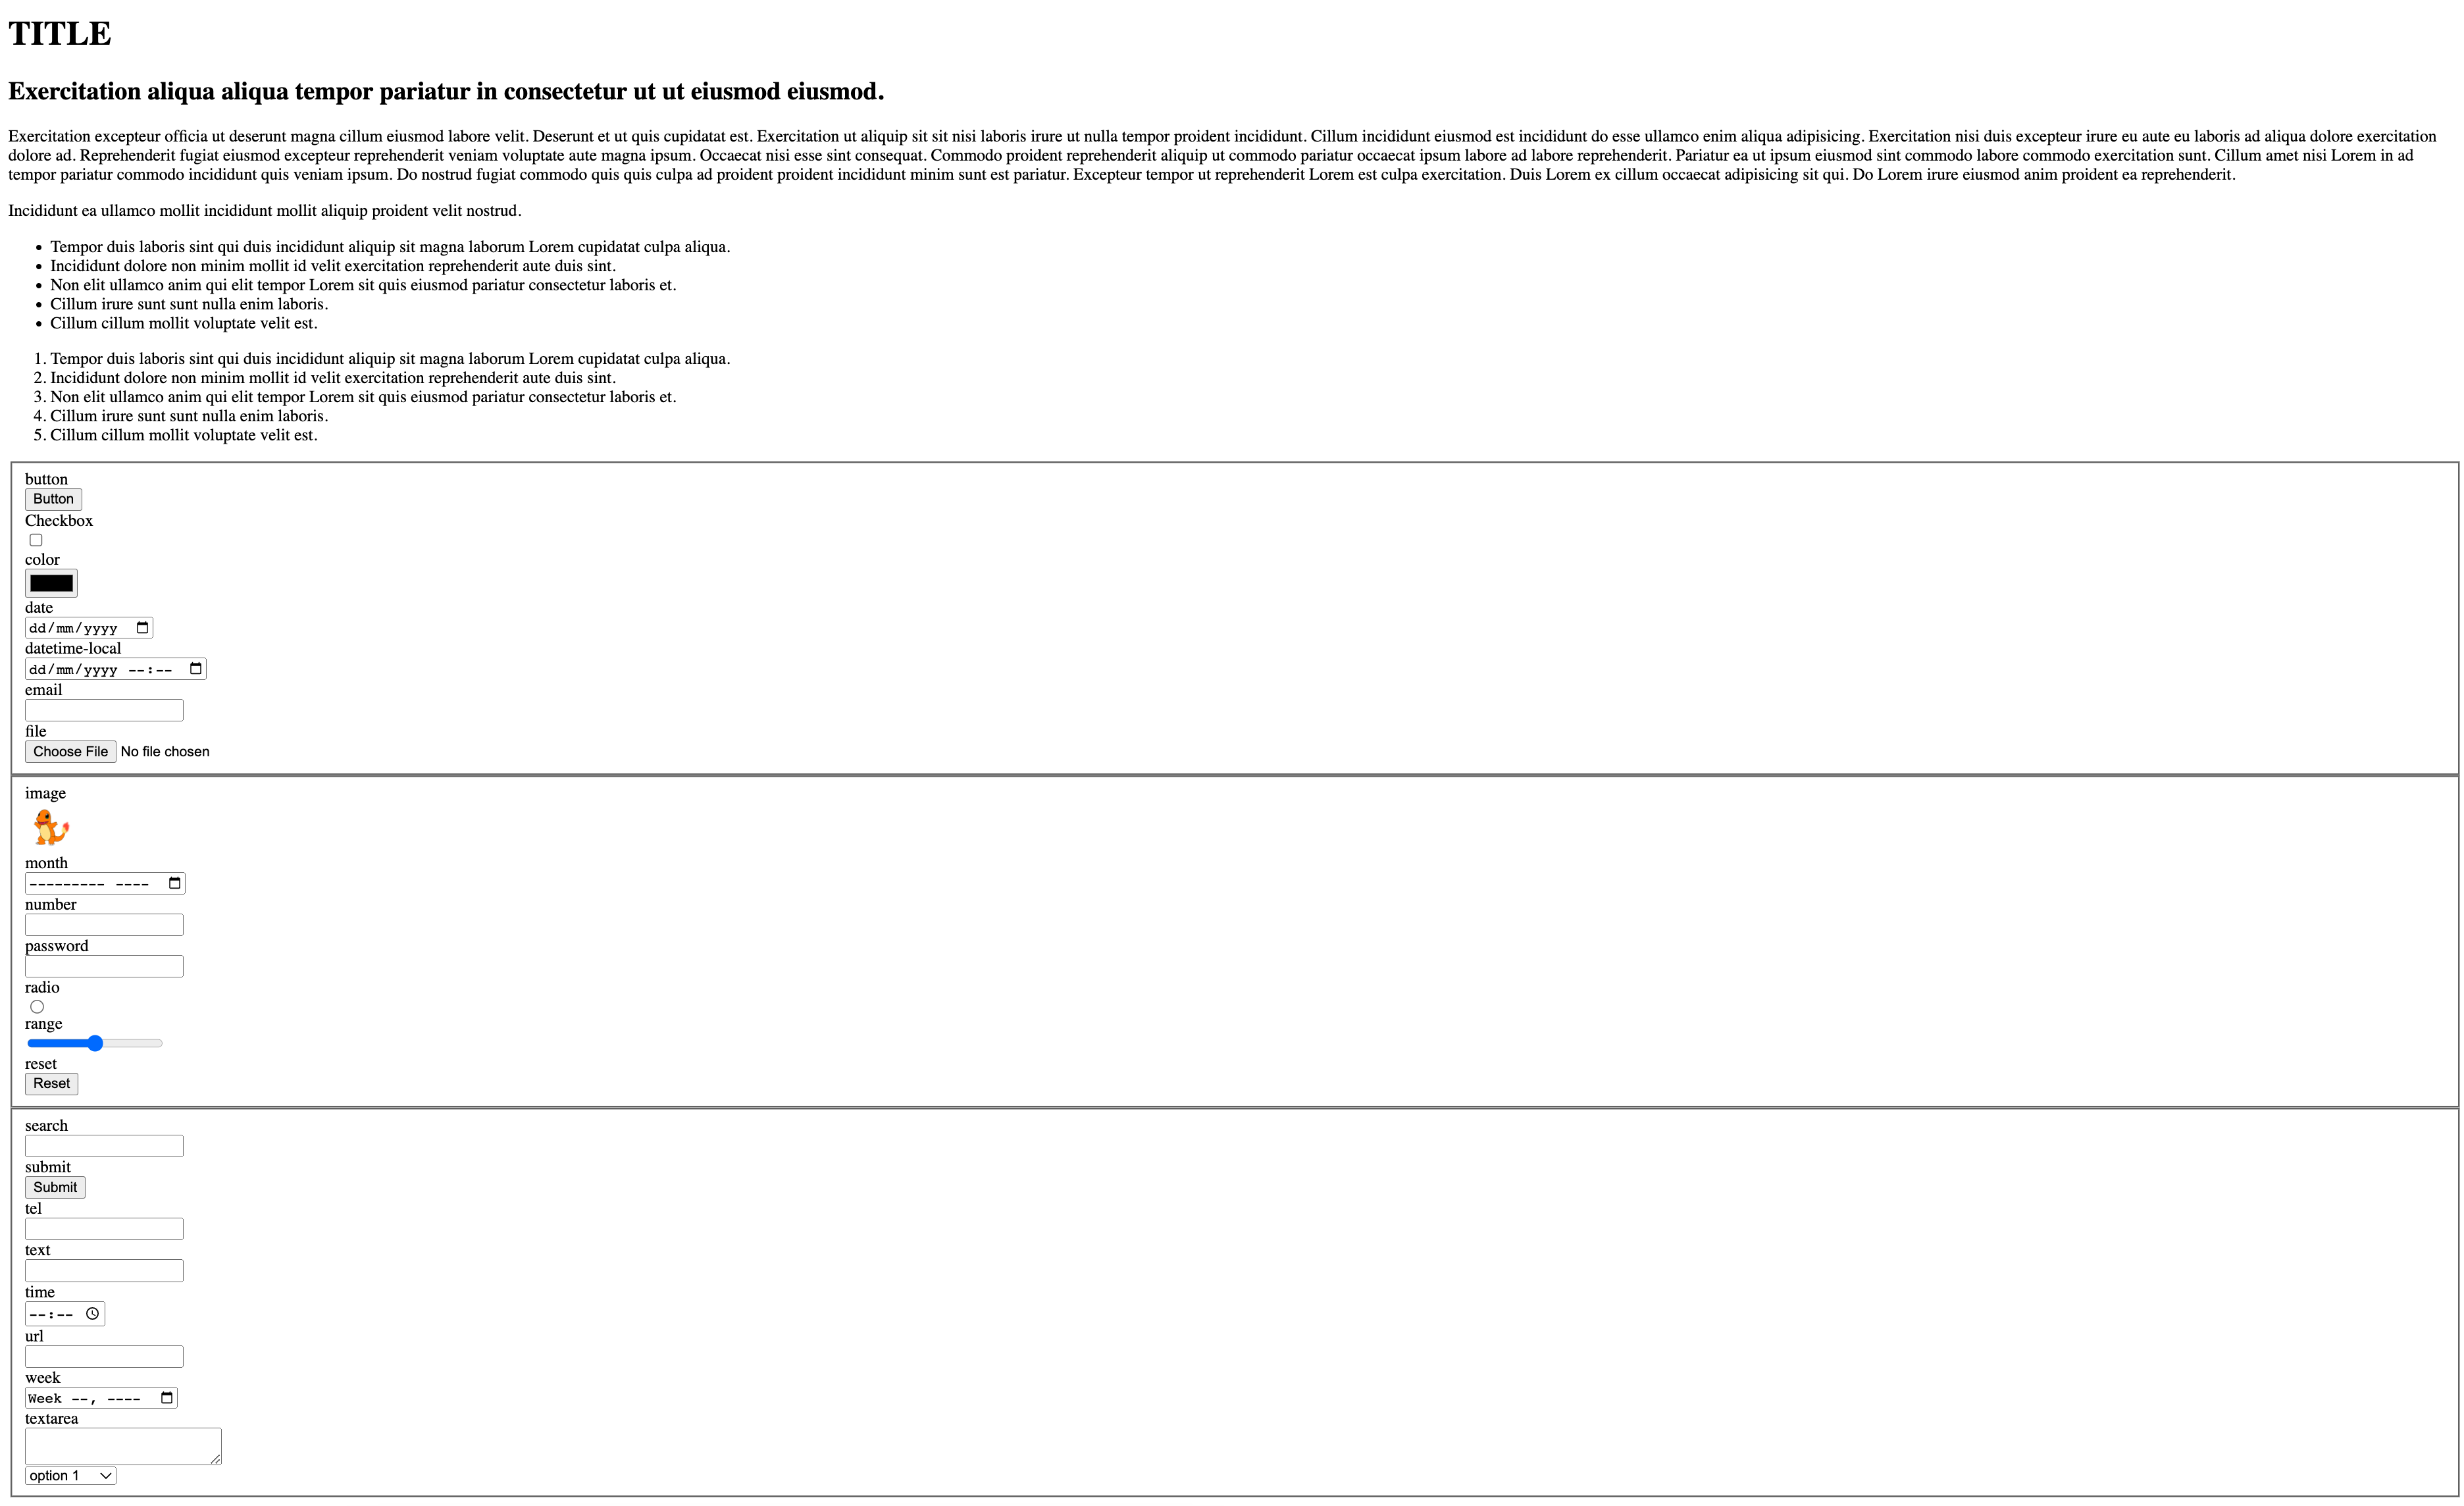 TITLE
Exercitation aliqua aliqua tempor pariatur in consectetur ut ut eiusmod eiusmod.
Exercitation excepteur officia ut deserunt magna cillum eiusmod labore velit. Deserunt et ut quis cupidatat est. Exercitation ut aliquip sit sit nisi laboris irure ut nulla tempor proident incididunt. Cillum incididunt eiusmod est incididunt do esse ullamco enim aliqua adipisicing. Exercitation nisi duis excepteur irure eu aute eu laboris ad aliqua dolore exercitation
dolore ad. Reprehenderit fugiat eiusmod excepteur reprehenderit veniam voluptate aute magna ipsum. Occaecat nisi esse sint consequat. Commodo proident reprehenderit aliquip ut commodo pariatur occaecat ipsum labore ad labore reprehenderit. Pariatur ea ut ipsum eiusmod sint commodo labore commodo exercitation sunt. Cillum amet nisi Lorem in ad
tempor pariatur commodo incididunt quis veniam ipsum. Do nostrud fugiat commodo quis quis culpa ad proident proident incididunt minim sunt est pariatur. Excepteur tempor ut reprehenderit Lorem est culpa exercitation. Duis Lorem ex cillum occaecat adipisicing sit qui. Do Lorem irure eiusmod anim proident ea reprehenderit.
Incididunt ea ullamco mollit incididunt mollit aliquip proident velit nostrud.
• Tempor duis laboris sint qui duis incididunt aliquip sit magna laborum Lorem cupidatat culpa aliqua.
• Incididunt dolore non minim mollit id velit exercitation reprehenderit aute duis sint.
• Non elit ullamco anim qui elit tempor Lorem sit quis eiusmod pariatur consectetur laboris et.
• Cillum irure sunt sunt nulla enim laboris.
• Cillum cillum mollit voluptate velit est.
1. Tempor duis laboris sint qui duis incididunt aliquip sit magna laborum Lorem cupidatat culpa aliqua.
2. Incididunt dolore non minim mollit id velit exercitation reprehenderit aute duis sint.
3. Non elit ullamco anim qui elit tempor Lorem sit quis eiusmod pariatur consectetur laboris et.
4. Cillum irure sunt sunt nulla enim laboris.
5. Cillum cillum mollit voluptate velit est.
button
Button
Checkbox
color
date
dd/mm/yyyy
datetime-local
dd/mm/yyyy --:--
email
file
Choose File No file chosen
image
month
--------- ----
number
password
radio
range
reset
Reset
search
submit
Submit
tel
text
time
--:--
url
week
Week --, ----
textarea
option 1